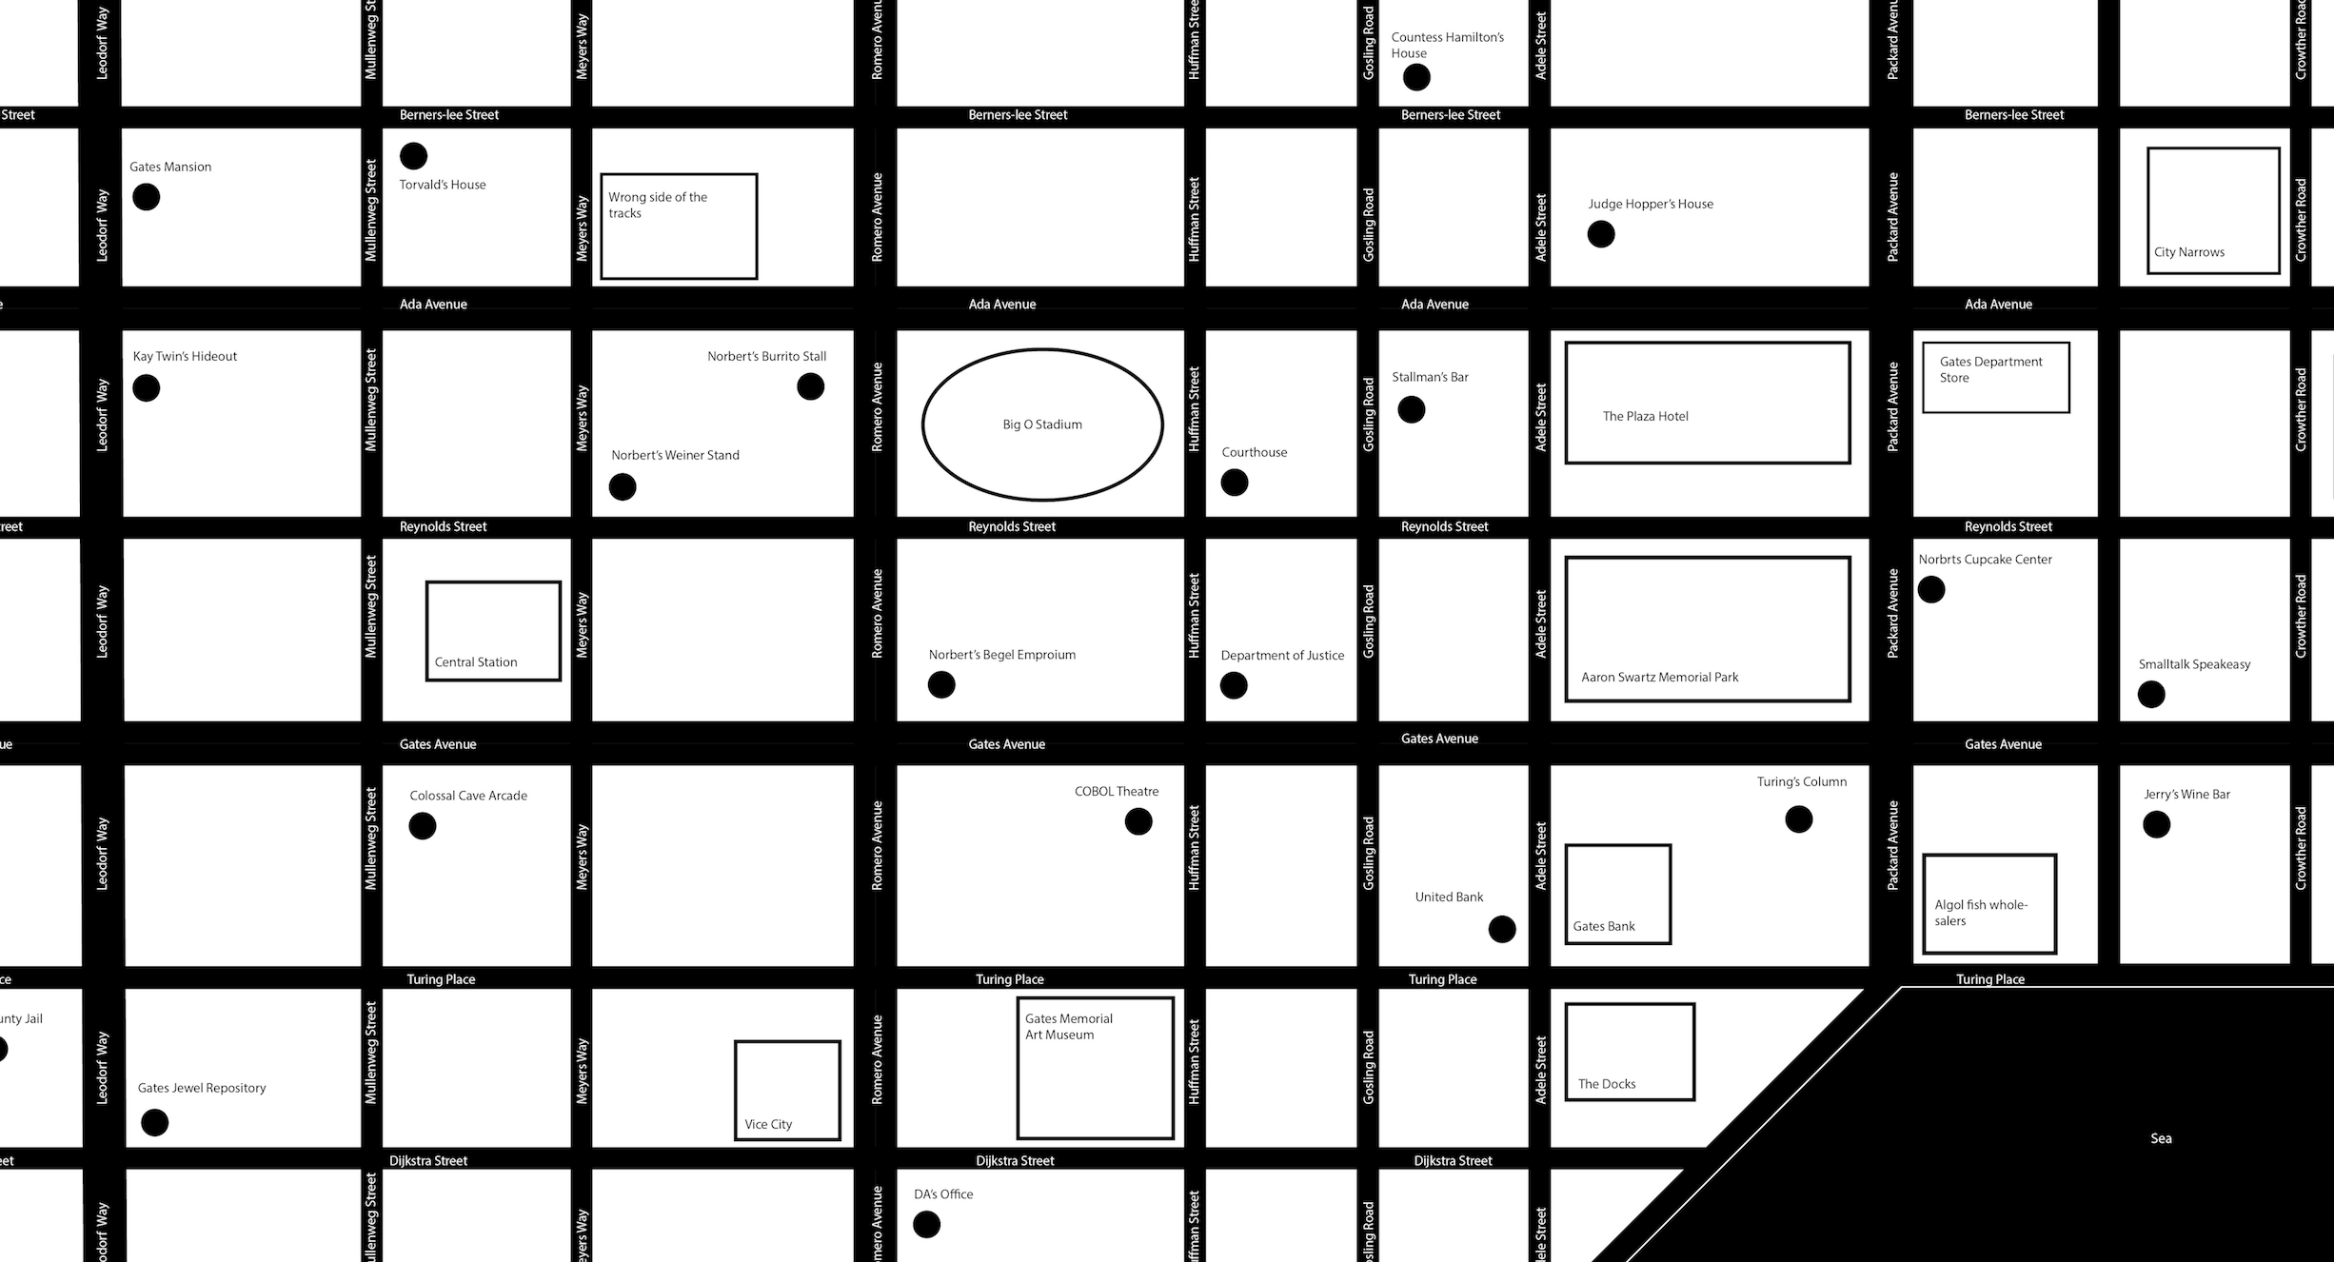 Leodorf Way
Mullenweg St
Meyers Way
Romero Avenu
Huffman Stree
Gosling Road
Countess Hamilton's
House
Adele Street
Packard Avenu
Crowther Road
Street
Berners-lee Street
Berners-lee Street
Berners-lee Street
Berners-lee Street
Leodorf Way
Gates Mansion
Mullenweg Street
Torvald's House
Meyers Way
Wrong side of the
tracks
Romero Avenue
Huffman Street
Gosling Road
Adele Street
Judge Hopper's House
Packard Avenue
City Narrows
Crowther Road
e
Ada Avenue
Ada Avenue
Ada Avenue
Ada Avenue
Leodorf Way
Kay Twin's Hideout
Mullenweg Street
Meyers Way
Norbert's Burrito Stall
Norbert's Weiner Stand
Romero Avenue
Big O Stadium
Huffman Street
Courthouse
Gosling Road
Stallman's Bar
Adele Street
The Plaza Hotel
Packard Avenue
Gates Department
Store
Crowther Road
reet
Reynolds Street
Reynolds Street
Reynolds Street
Reynolds Street
Leodorf Way
Mullenweg Street
Central Station
Meyers Way
Romero Avenue
Norbert's Begel Emproium
Huffman Street
Department of Justice
Gosling Road
Adele Street
Aaron Swartz Memorial Park
Packard Avenue
Norbrts Cupcake Center
Smalltalk Speakeasy
Crowther Road
ue
Gates Avenue
Gates Avenue
Gates Avenue
Gates Avenue
Leodorf Way
Mullenweg Street
Colossal Cave Arcade
Meyers Way
Romero Avenue
COBOL Theatre
Huffman Street
Gosling Road
United Bank
Adele Street
Turing's Column
Gates Bank
Packard Avenue
Algol fish whole-
salers
Jerry's Wine Bar
Crowther Road
ce
Turing Place
Turing Place
Turing Place
Turing Place
unty Jail
Leodorf Way
Gates Jewel Repository
Mullenweg Street
Meyers Way
Vice City
Romero Avenue
Gates Memorial
Art Museum
Huffman Street
Gosling Road
Adele Street
The Docks
Sea
eet
Dijkstra Street
Dijkstra Street
Dijkstra Street
odorf Way
ullenweg Street
eyers Way
mero Avenue
DA's Office
ffman Street
sling Road
ele Street